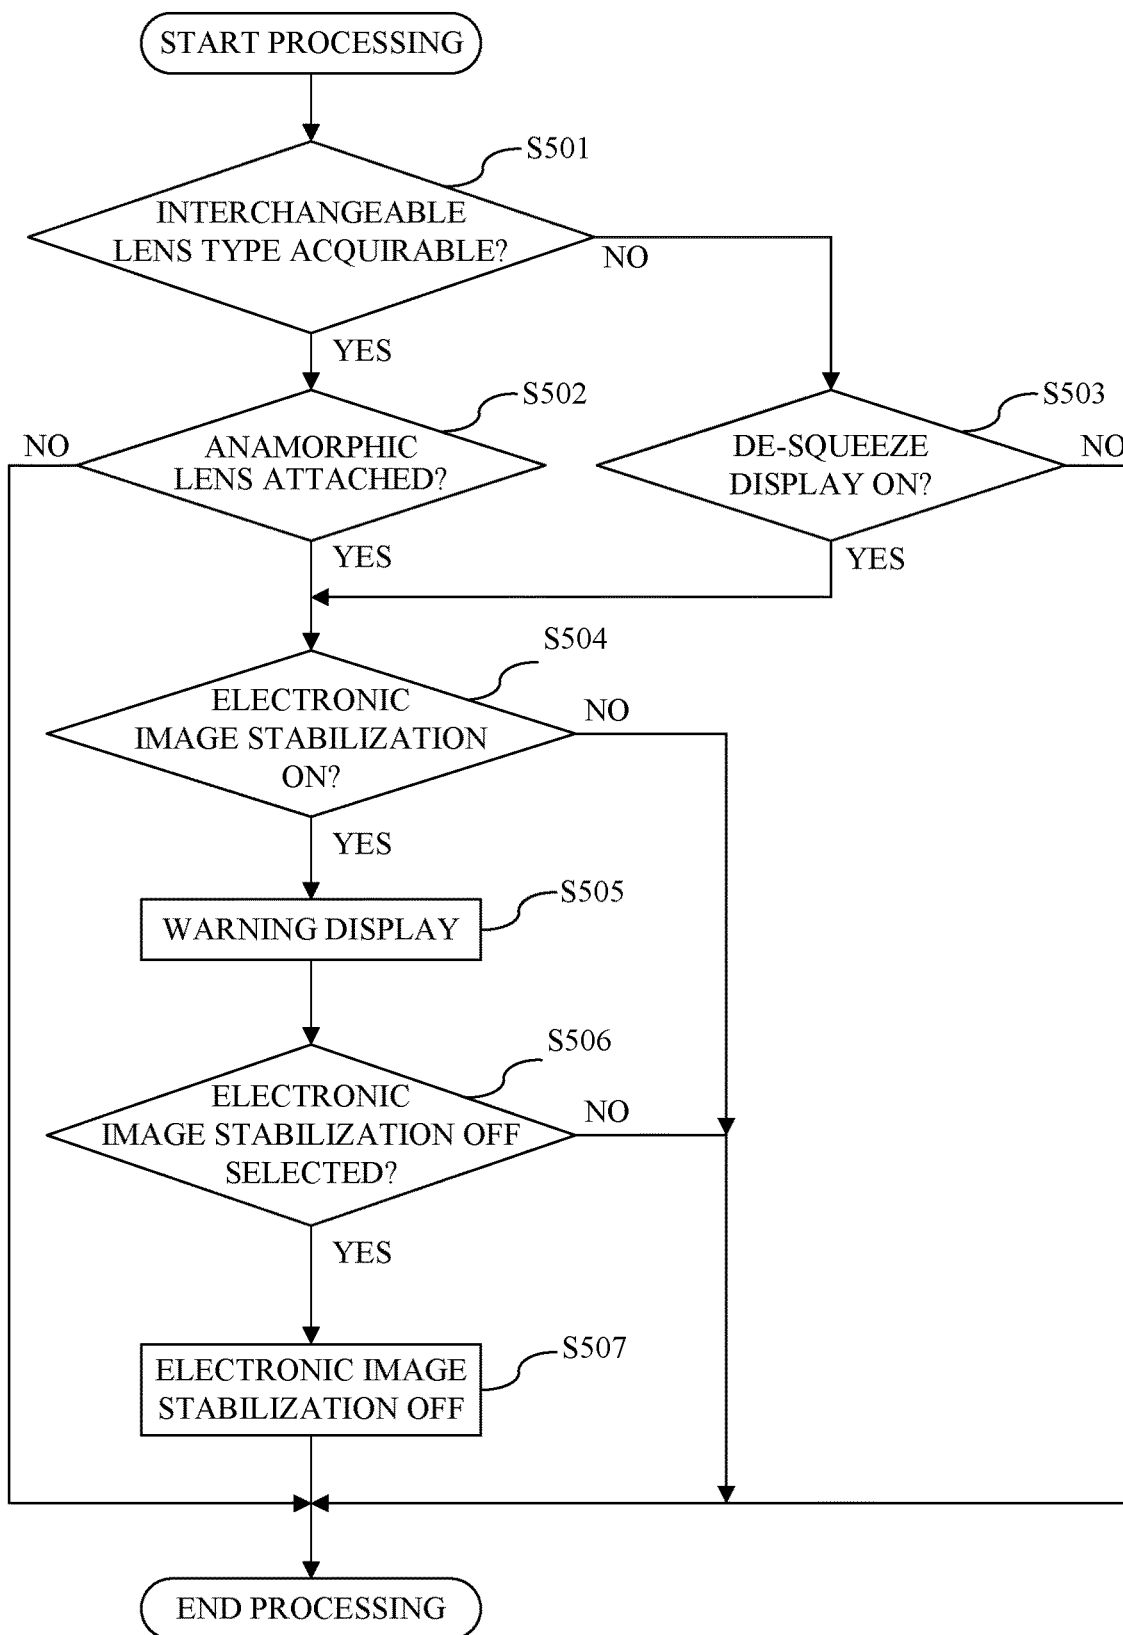 START PROCESSING
S501
INTERCHANGEABLE
LENS TYPE ACQUIRABLE?
NO
YES
S502
S503
NO
ANAMORPHIC
LENS ATTACHED?
DE-SQUEEZE
DISPLAY ON?
NO
YES
YES
S504
ELECTRONIC
IMAGE STABILIZATION
ON?
NO
YES
S505
WARNING DISPLAY
S506
ELECTRONIC
IMAGE STABILIZATION OFF
SELECTED?
NO
YES
S507
ELECTRONIC IMAGE
STABILIZATION OFF
END PROCESSING